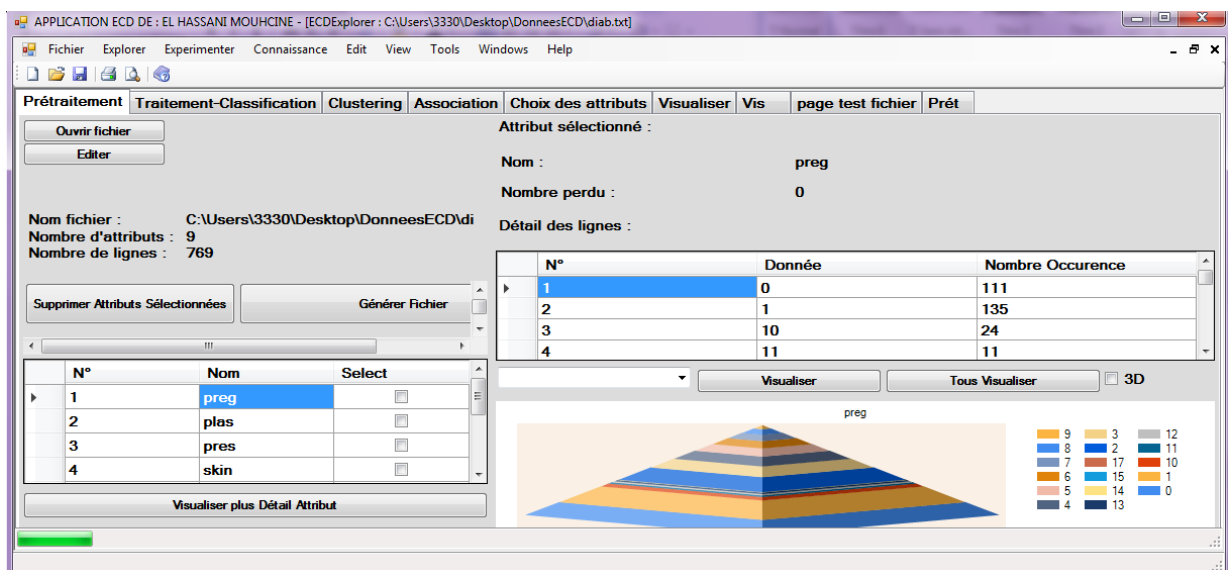 APPLICATION ECD DE : EL HASSANI MOUHCINE - [ECDExplorer : C:\Users\3330\Desktop\DonneesECD\diab.txt]
Fichier Explorer Experimenter Connaissance Edit View Tools Windows Help
Prétraitement Traitement-Classification Clustering Association Choix des attributs Visualiser Vis page test fichier Prét
Ouvrir fichier
Editer
Nom fichier : C:\Users\3330\Desktop\DonneesECD\di
Nombre d'attributs : 9
Nombre de lignes : 769
Supprimer Attributs Sélectionnées Générer Fichier
N° Nom Select
1 preg
2 plas
3 pres
4 skin
Visualiser plus Détail Attribut
Attribut sélectionné :
Nom : preg
Nombre perdu : 0
Détail des lignes :
N° Donnée Nombre Occurence
1 0 111
2 1 135
3 10 24
4 11 11
Visualiser Tous Visualiser 3D
preg
9 3 12
8 2 11
7 17 10
6 15 1
5 14 0
4 13